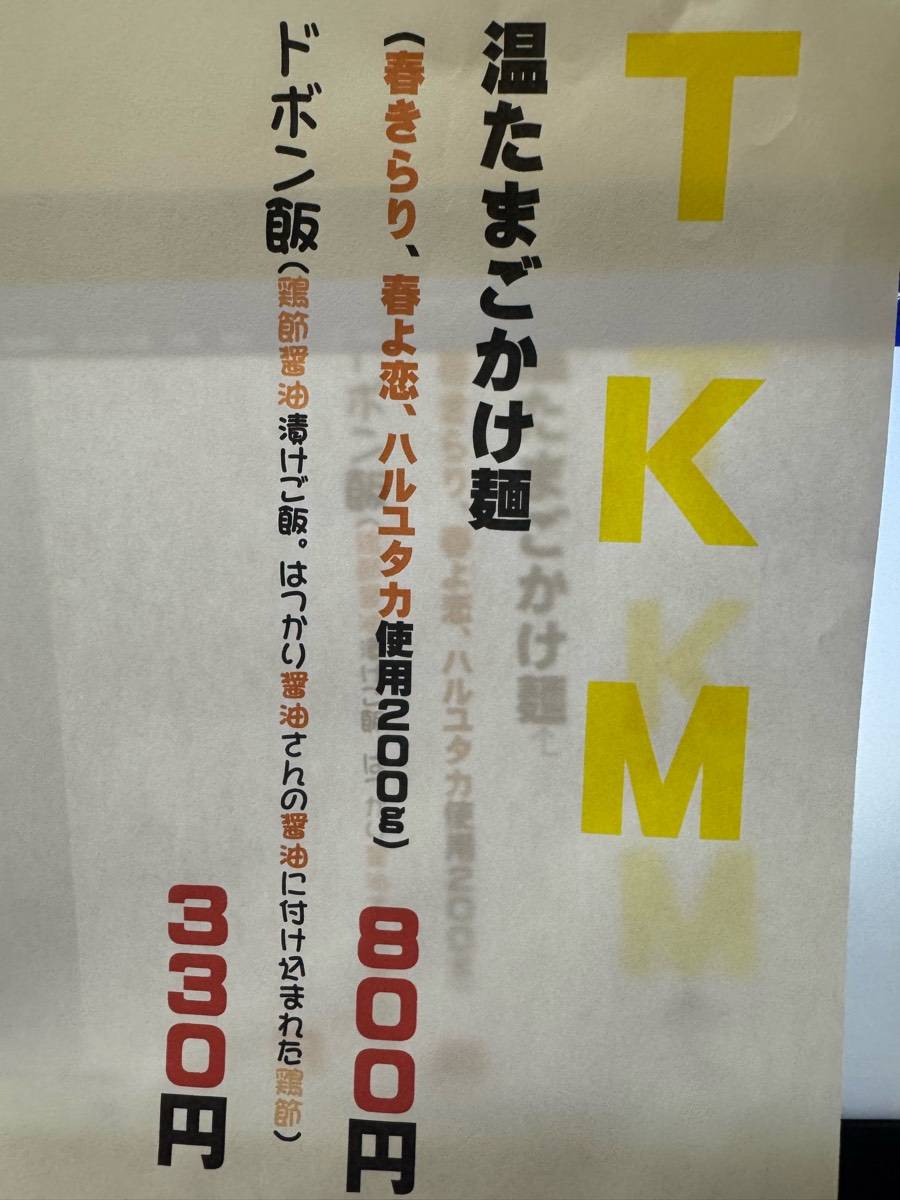 TKM
温たまごかけ麺
(春きらり、春よ恋、ハルユタカ使用200g)
800円
ドボン飯(鶏節醤油漬けご飯。はつかり醤油さんの醤油に付け込まれた鶏節)
330円